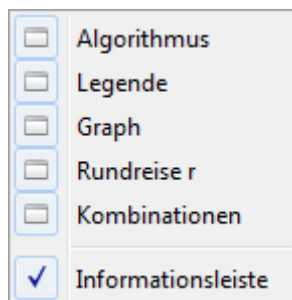 Algorithmus
Legende
Graph
Rundreise r
Kombinationen
Informationsleiste